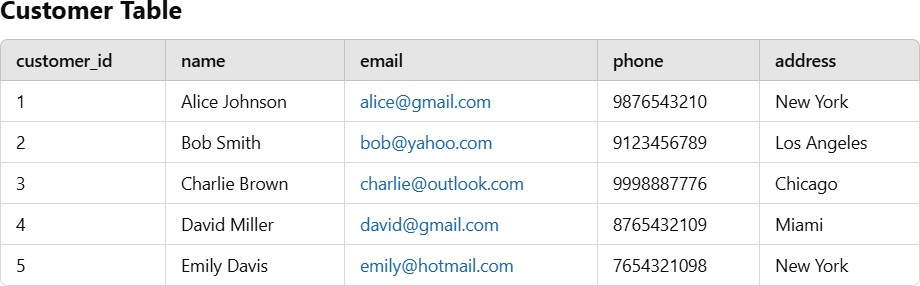 Customer Table
customer_id name email phone address
1 Alice Johnson alice@gmail.com 9876543210 New York
2 Bob Smith bob@yahoo.com 9123456789 Los Angeles
3 Charlie Brown charlie@outlook.com 9998887776 Chicago
4 David Miller david@gmail.com 8765432109 Miami
5 Emily Davis emily@hotmail.com 7654321098 New York